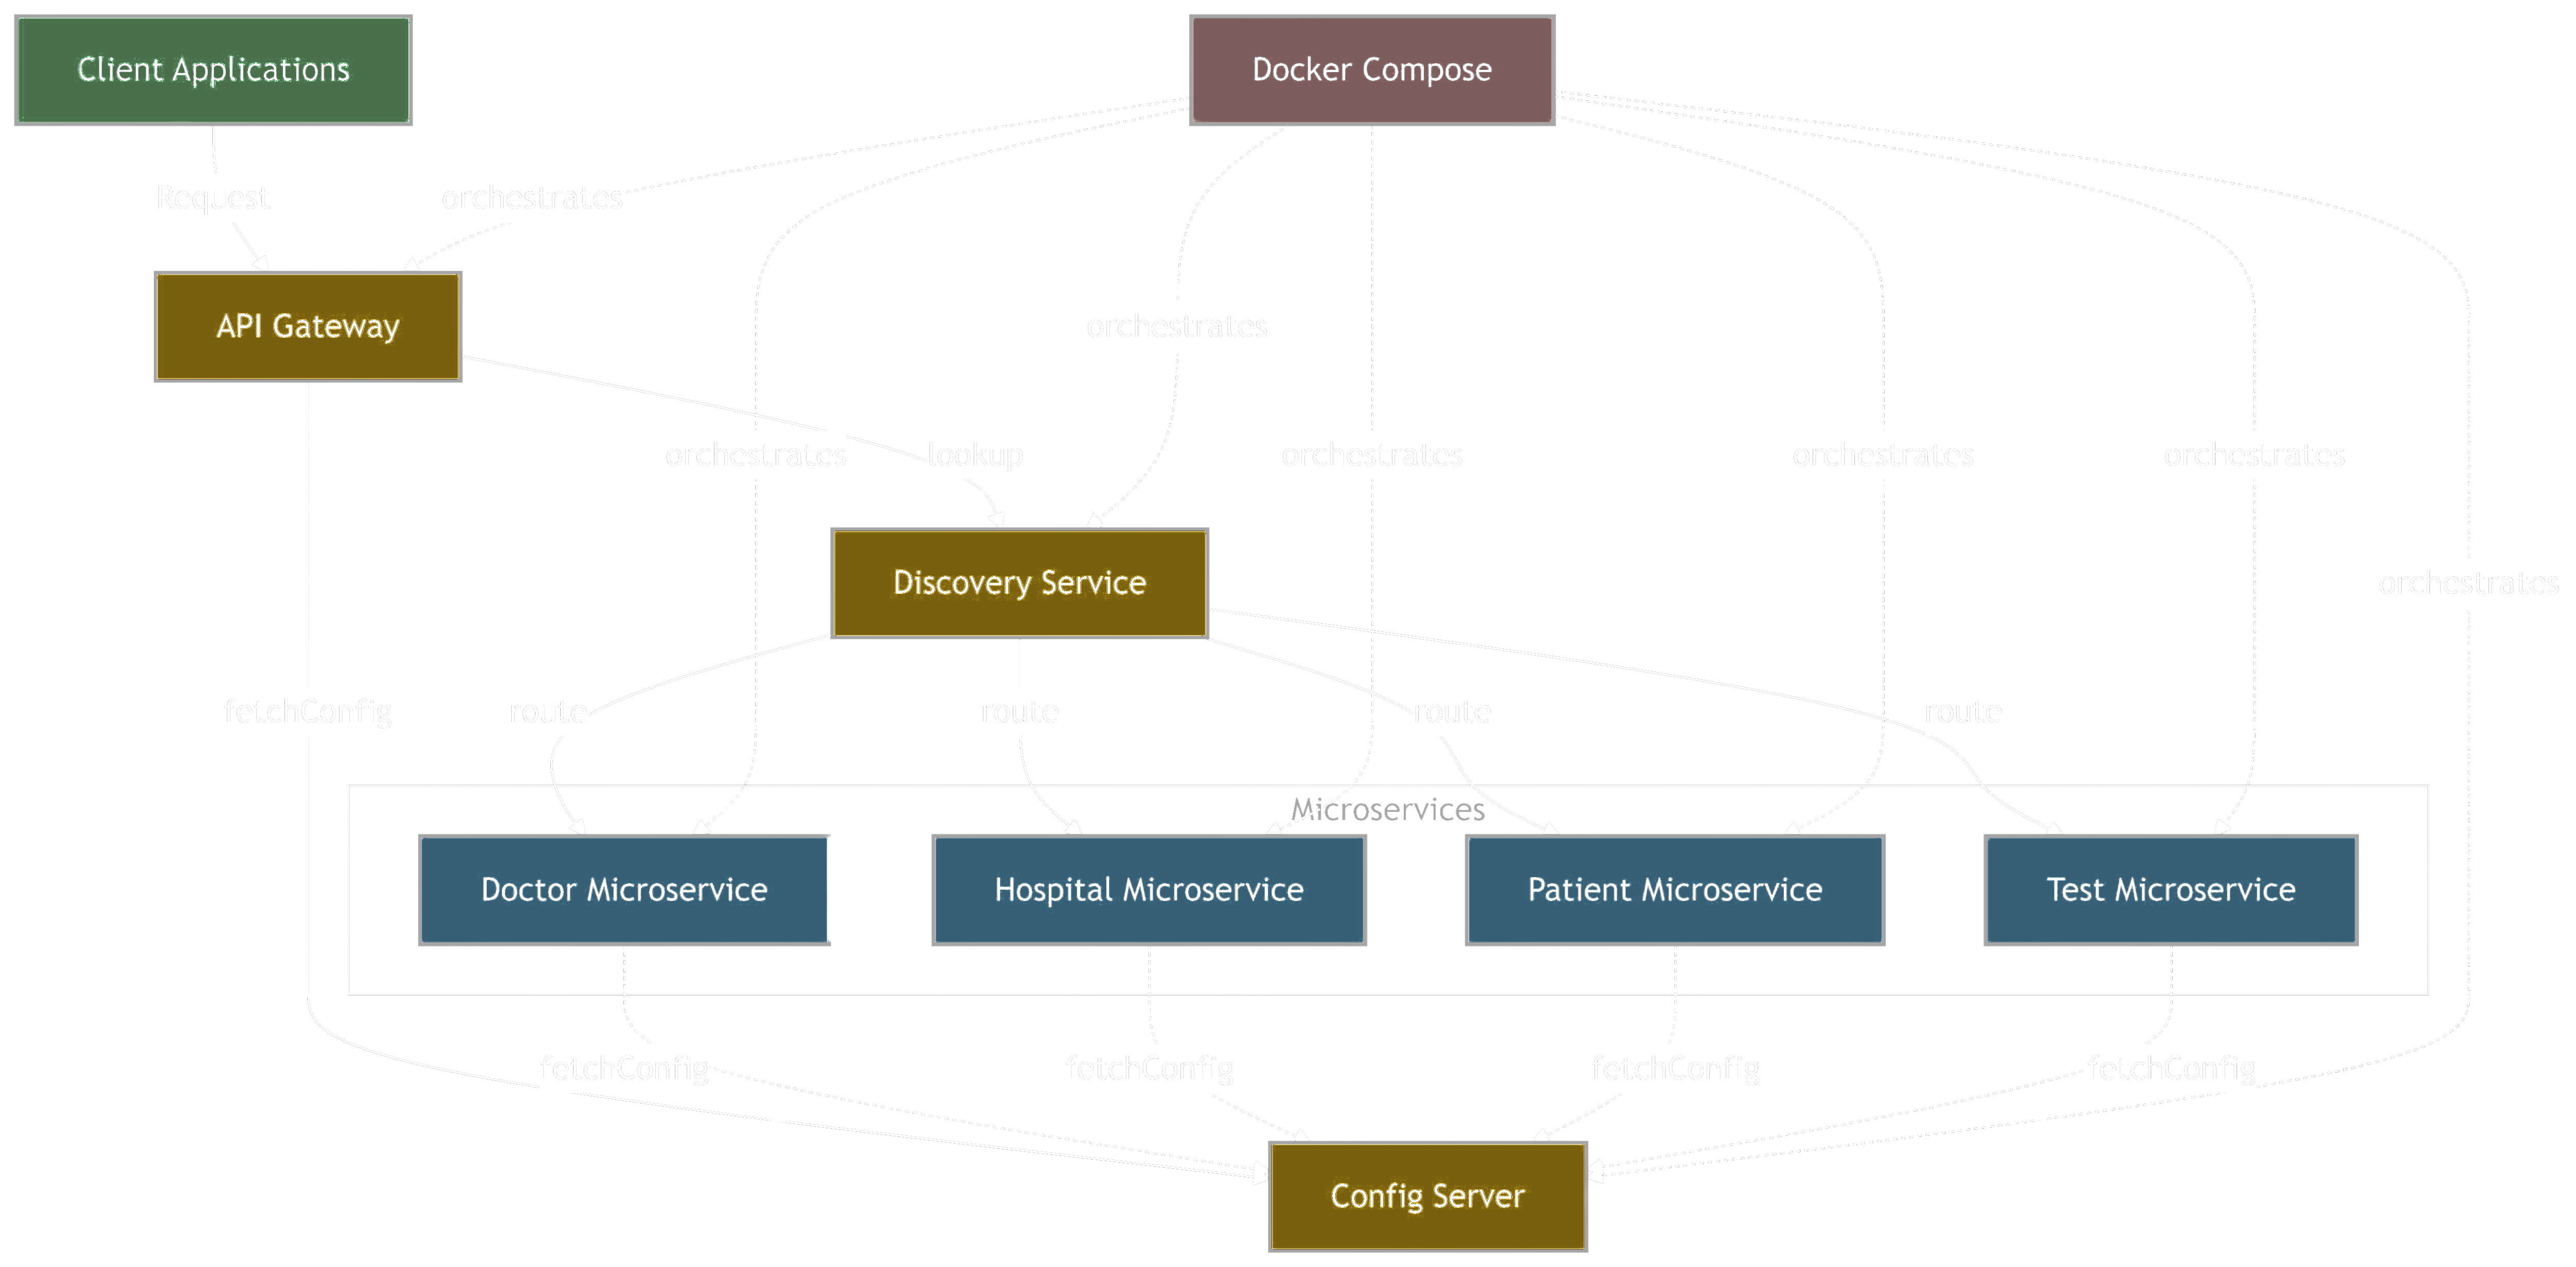 Client Applications
Docker Compose
Request
orchestrates
API Gateway
orchestrates
orchestrates
lookup
orchestrates
orchestrates
orchestrates
Discovery Service
orchestrates
fetchConfig
route
route
route
route
Microservices
Doctor Microservice
Hospital Microservice
Patient Microservice
Test Microservice
fetchConfig
fetchConfig
fetchConfig
fetchConfig
Config Server